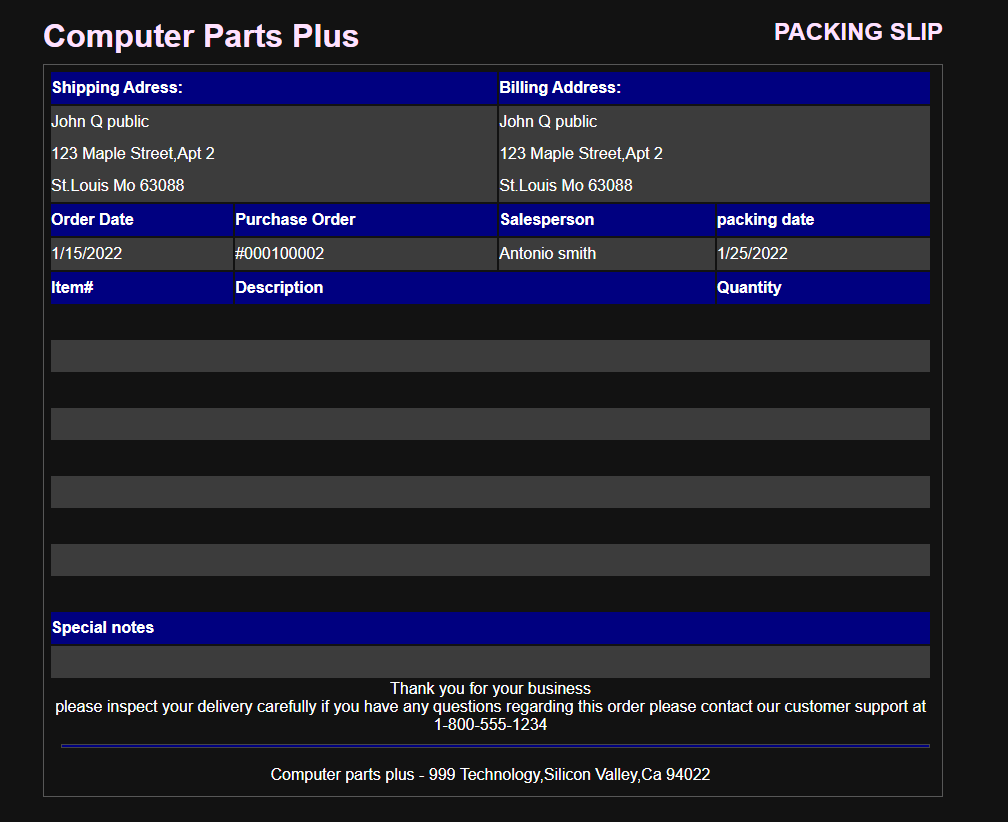 Computer Parts Plus
PACKING SLIP
Shipping Adress:
Billing Address:
John Q public
John Q public
123 Maple Street,Apt 2
123 Maple Street,Apt 2
St.Louis Mo 63088
St.Louis Mo 63088
Order Date
Purchase Order
Salesperson
packing date
1/15/2022
#000100002
Antonio smith
1/25/2022
Item#
Description
Quantity
Special notes
Thank you for your business
please inspect your delivery carefully if you have any questions regarding this order please contact our customer support at
1-800-555-1234
Computer parts plus - 999 Technology,Silicon Valley,Ca 94022